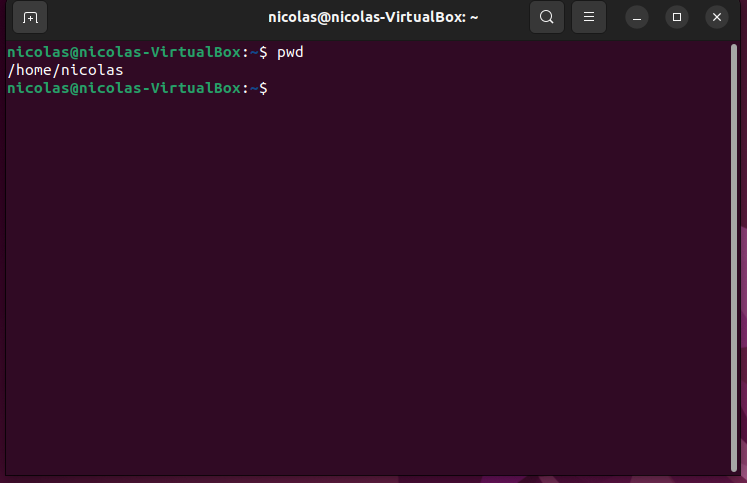 nicolas@nicolas-VirtualBox: ~
nicolas@nicolas-VirtualBox:~$ pwd
/home/nicolas
nicolas@nicolas-VirtualBox:~$